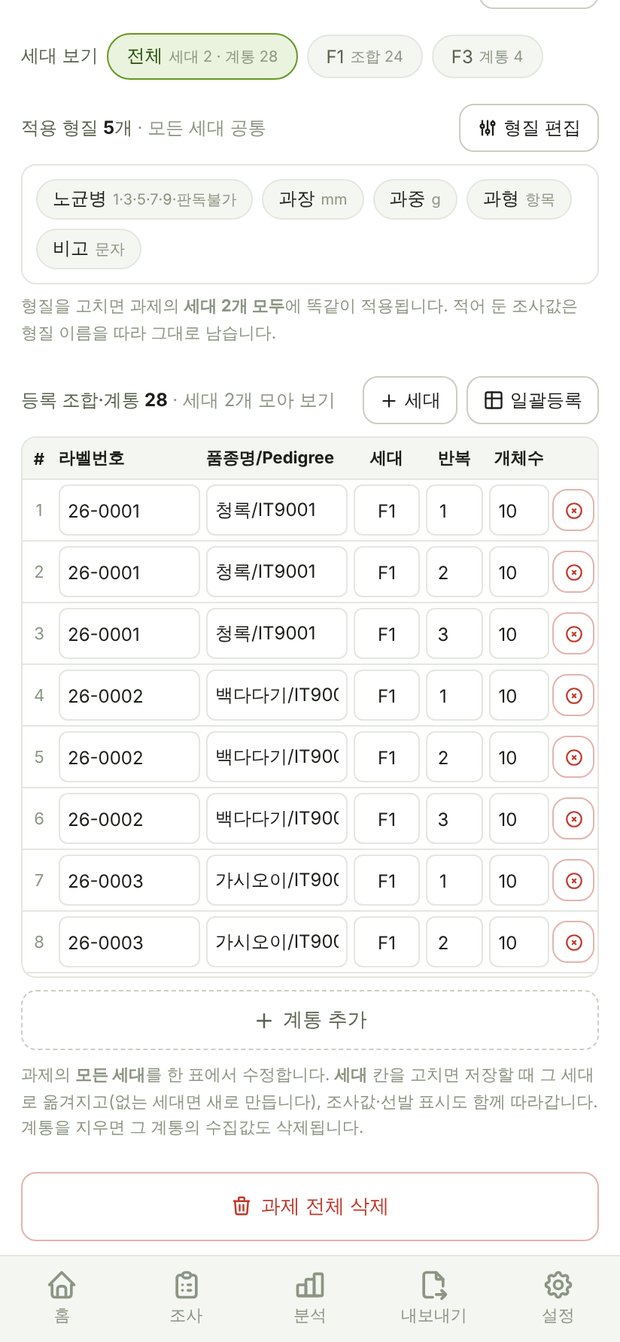 세대 보기 전체 세대 2 · 계통 28 F1 조합 24 F3 계통 4
적용 형질 5개 · 모든 세대 공통 형질 편집
노균병 1·3·5·7·9·판독불가 과장 mm 과중 g 과형 항목
비고 문자
형질을 고치면 과제의 세대 2개 모두에 똑같이 적용됩니다. 적어 둔 조사값은
형질 이름을 따라 그대로 남습니다.
등록 조합·계통 28 · 세대 2개 모아 보기 + 세대 일괄등록
# 라벨번호 품종명/Pedigree 세대 반복 개체수
1 26-0001 청록/IT9001 F1 1 10
2 26-0001 청록/IT9001 F1 2 10
3 26-0001 청록/IT9001 F1 3 10
4 26-0002 백다다기/IT900 F1 1 10
5 26-0002 백다다기/IT900 F1 2 10
6 26-0002 백다다기/IT900 F1 3 10
7 26-0003 가시오이/IT900 F1 1 10
8 26-0003 가시오이/IT900 F1 2 10
+ 계통 추가
과제의 모든 세대를 한 표에서 수정합니다. 세대 칸을 고치면 저장할 때 그 세대
로 옮겨지고(없는 세대면 새로 만듭니다), 조사값·선발 표시도 함께 따라갑니다.
계통을 지우면 그 계통의 수집값도 삭제됩니다.
과제 전체 삭제
홈 조사 분석 내보내기 설정